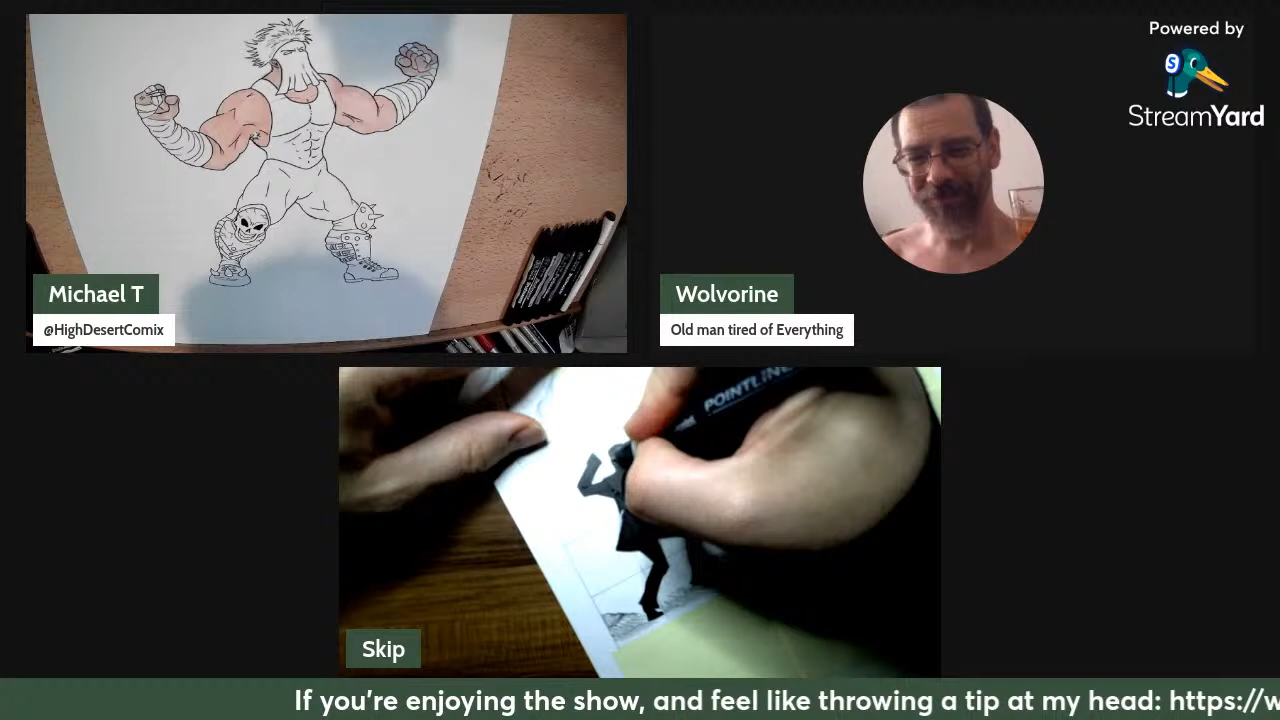 Powered by
StreamYard
Michael T
@HighDesertComix
Wolvorine
Old man tired of Everything
POINTLINE
Skip
If you're enjoying the show, and feel like throwing a tip at my head: https://w